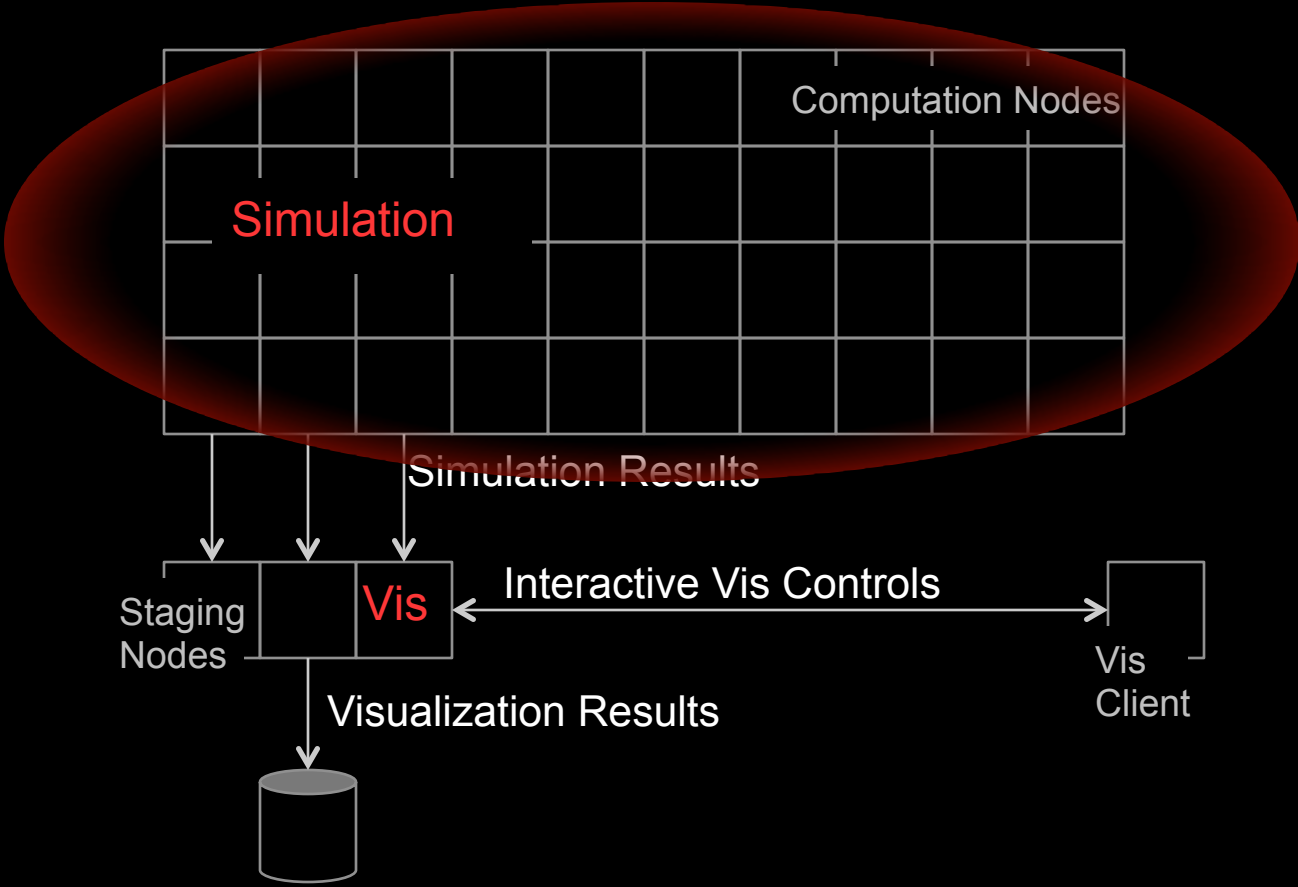 Computation Nodes
Simulation
Simulation Results
Interactive Vis Controls
Vis
Staging
Nodes
Vis
Client
Visualization Results